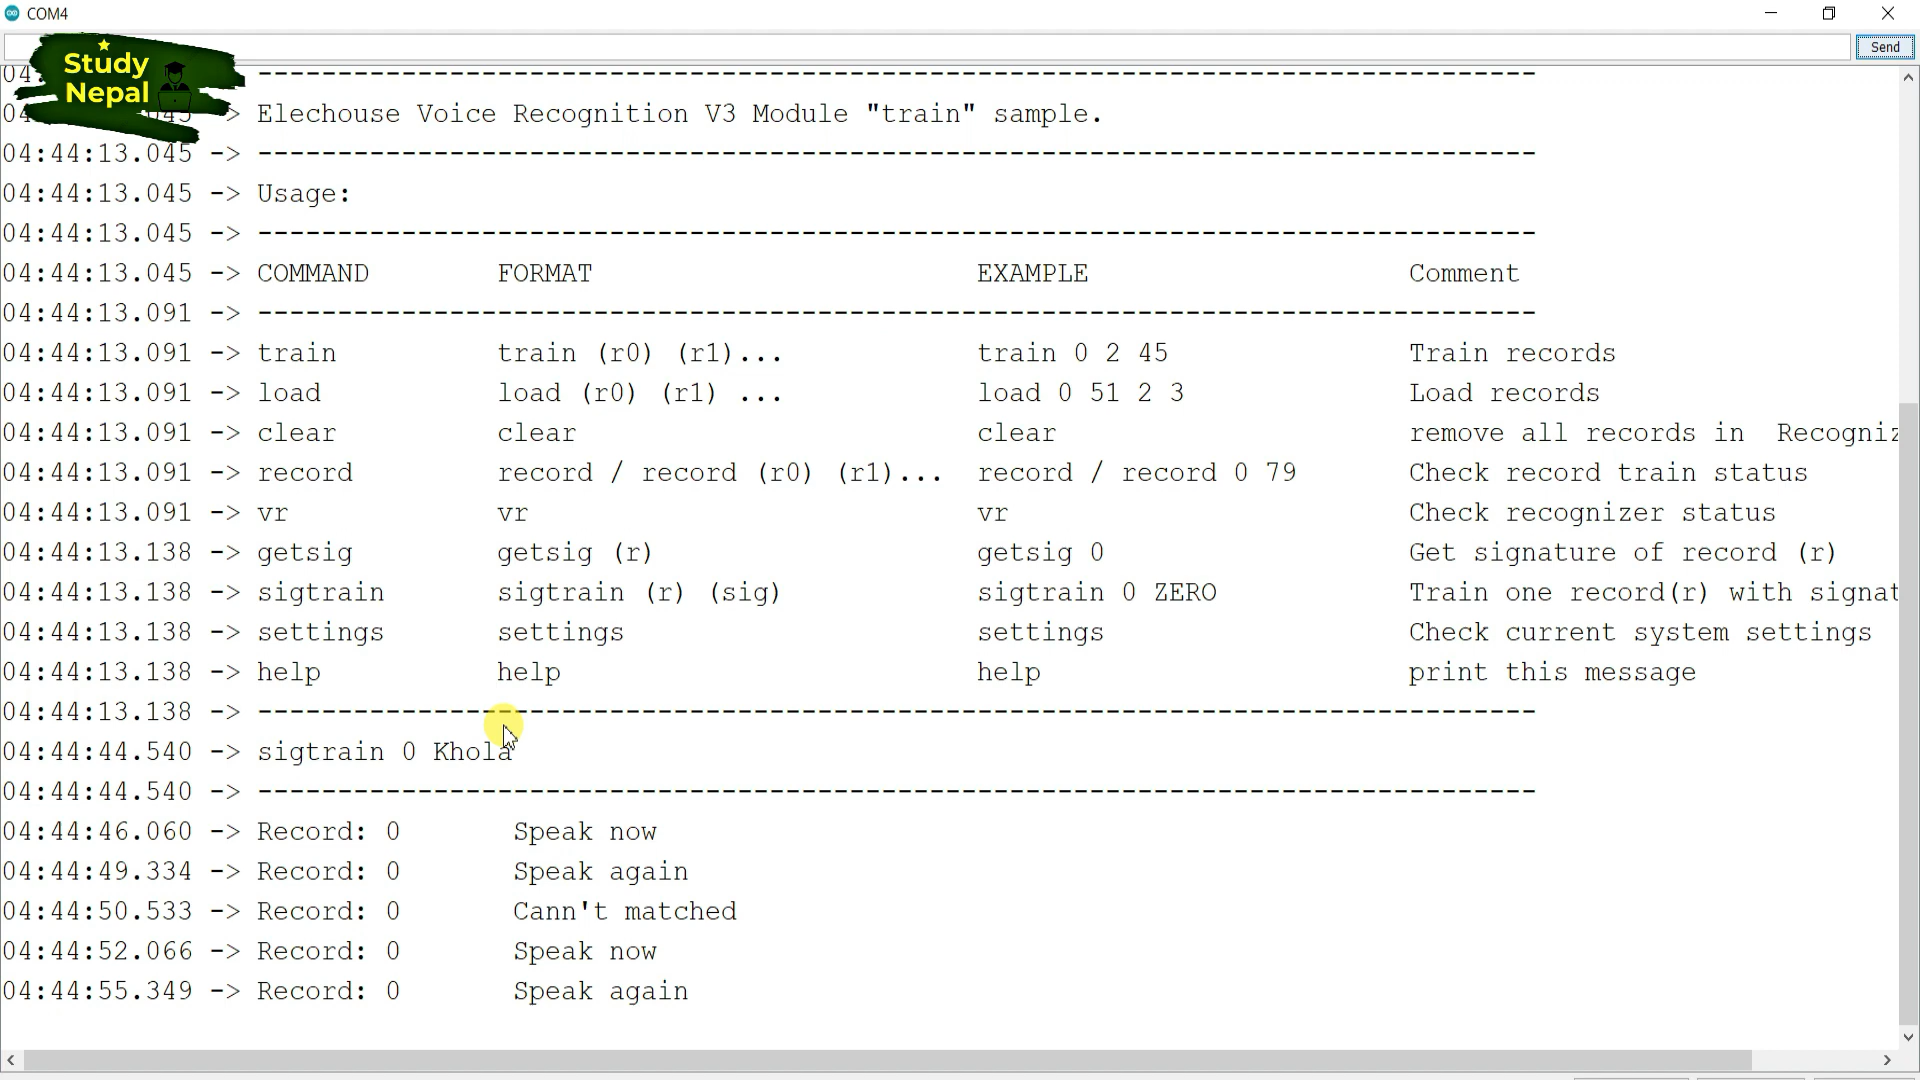 COM4
Send
Study
Nepal
04: --------------------------------------------------------------------------------
04: 045 -> Elechouse Voice Recognition V3 Module "train" sample.
04:44:13.045 -> --------------------------------------------------------------------------------
04:44:13.045 -> Usage:
04:44:13.045 -> --------------------------------------------------------------------------------
04:44:13.045 -> COMMAND        FORMAT                        EXAMPLE                    Comment
04:44:13.091 -> --------------------------------------------------------------------------------
04:44:13.091 -> train          train (r0) (r1)...            train 0 2 45               Train records
04:44:13.091 -> load           load (r0) (r1) ...            load 0 51 2 3              Load records
04:44:13.091 -> clear          clear                         clear                      remove all records in  Recogniz
04:44:13.091 -> record         record / record (r0) (r1)...  record / record 0 79       Check record train status
04:44:13.091 -> vr             vr                            vr                         Check recognizer status
04:44:13.138 -> getsig         getsig (r)                    getsig 0                   Get signature of record (r)
04:44:13.138 -> sigtrain       sigtrain (r) (sig)            sigtrain 0 ZERO            Train one record(r) with signat
04:44:13.138 -> settings       settings                      settings                   Check current system settings
04:44:13.138 -> help           help                          help                       print this message
04:44:13.138 -> --------------------------------------------------------------------------------
04:44:44.540 -> sigtrain 0 Khola
04:44:44.540 -> --------------------------------------------------------------------------------
04:44:46.060 -> Record: 0       Speak now
04:44:49.334 -> Record: 0       Speak again
04:44:50.533 -> Record: 0       Cann't matched
04:44:52.066 -> Record: 0       Speak now
04:44:55.349 -> Record: 0       Speak again